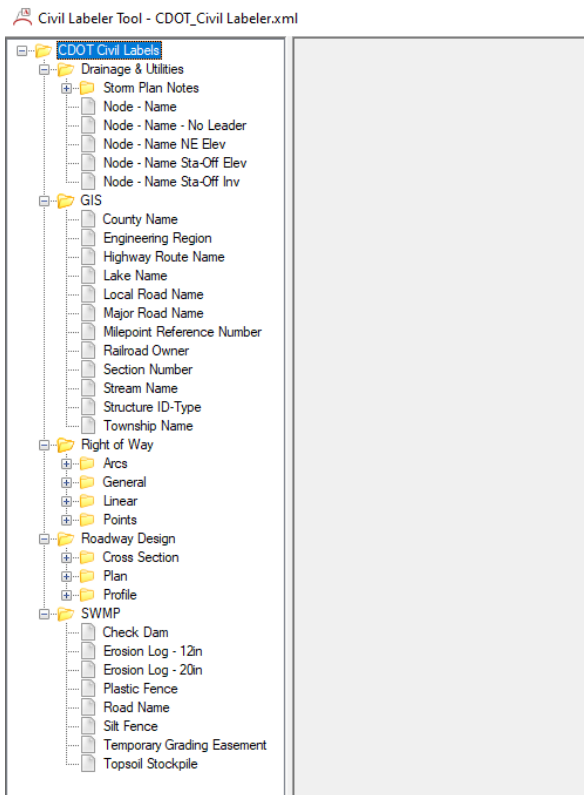 Civil Labeler Tool - CDOT_Civil Labeler.xml
CDOT Civil Labels
Drainage & Utilities
Storm Plan Notes
Node - Name
Node - Name - No Leader
Node - Name NE Elev
Node - Name Sta-Off Elev
Node - Name Sta-Off Inv
GIS
County Name
Engineering Region
Highway Route Name
Lake Name
Local Road Name
Major Road Name
Milepoint Reference Number
Railroad Owner
Section Number
Stream Name
Structure ID-Type
Township Name
Right of Way
Arcs
General
Linear
Points
Roadway Design
Cross Section
Plan
Profile
SWMP
Check Dam
Erosion Log - 12in
Erosion Log - 20in
Plastic Fence
Road Name
Silt Fence
Temporary Grading Easement
Topsoil Stockpile